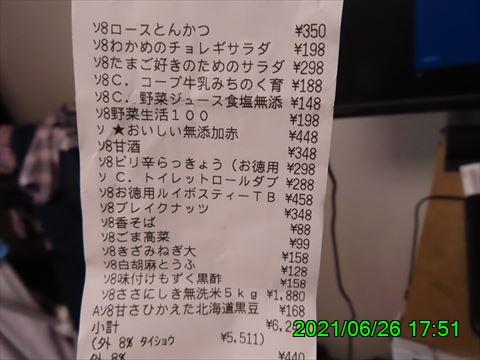 ソ8ロースとんかつ ¥350
ソ8わかめのチョレギサラダ ¥198
ソ8たまご好きのためのサラダ ¥298
ソ8C．コープ牛乳みちのく育 ¥188
ソ8C．野菜ジュース食塩無添 ¥148
ソ8野菜生活１００ ¥198
ソ ★おいしい無添加赤 ¥448
ソ8甘酒 ¥348
ソ8ピリ辛らっきょう（お徳用 ¥298
ソ C．トイレットロールダブ ¥288
ソ8お徳用ルイボスティーＴＢ ¥458
ソ8ブレイクナッツ ¥348
ソ8香そば ¥88
ソ8ごま高菜 ¥99
ソ8きざみねぎ大 ¥158
ソ8白胡麻とうふ ¥128
ソ8味付けもずく黒酢 ¥158
ソ8ささにしき無洗米５ｋｇ ¥1,880
Aソ8甘さひかえた北海道黒豆 ¥168
小計
(外 8% タイショウ ¥5,511)
外 8% ¥440
2021/06/26 17:51